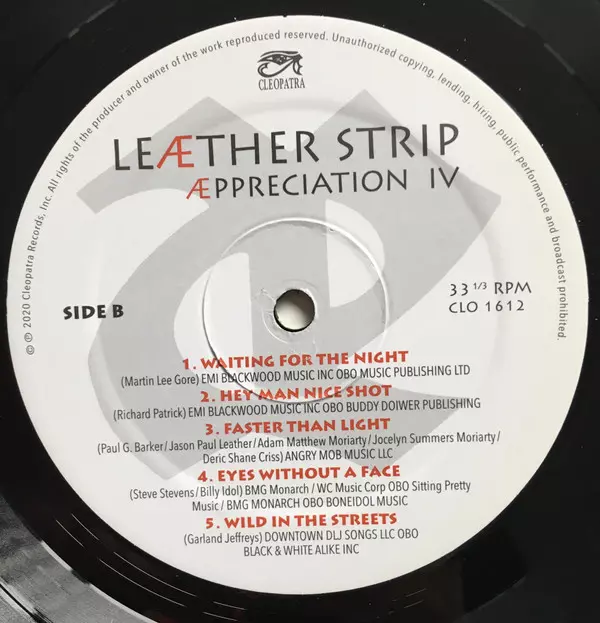 © ℗ 2020 Cleopatra Records, Inc. All rights of the producer and owner of the work reproduced reserved. Unauthorized copying, lending, hiring, public performance and broadcast prohibited.
CLEOPATRA
LEÆTHER STRIP
ÆPPRECIATION IV
SIDE B
33 1/3 RPM
CLO 1612
1. WAITING FOR THE NIGHT
(Martin Lee Gore) EMI BLACKWOOD MUSIC INC OBO MUSIC PUBLISHING LTD
2. HEY MAN NICE SHOT
(Richard Patrick) EMI BLACKWOOD MUSIC INC OBO BUDDY DOIWER PUBLISHING
3. FASTER THAN LIGHT
(Paul G. Barker/Jason Paul Leather/Adam Matthew Moriarty/Jocelyn Summers Moriarty/
Deric Shane Criss) ANGRY MOB MUSIC LLC
4. EYES WITHOUT A FACE
(Steve Stevens/Billy Idol) BMG Monarch / WC Music Corp OBO Sitting Pretty
Music / BMG MONARCH OBO BONEIDOL MUSIC
5. WILD IN THE STREETS
(Garland Jeffreys) DOWNTOWN DLJ SONGS LLC OBO
BLACK & WHITE ALIKE INC